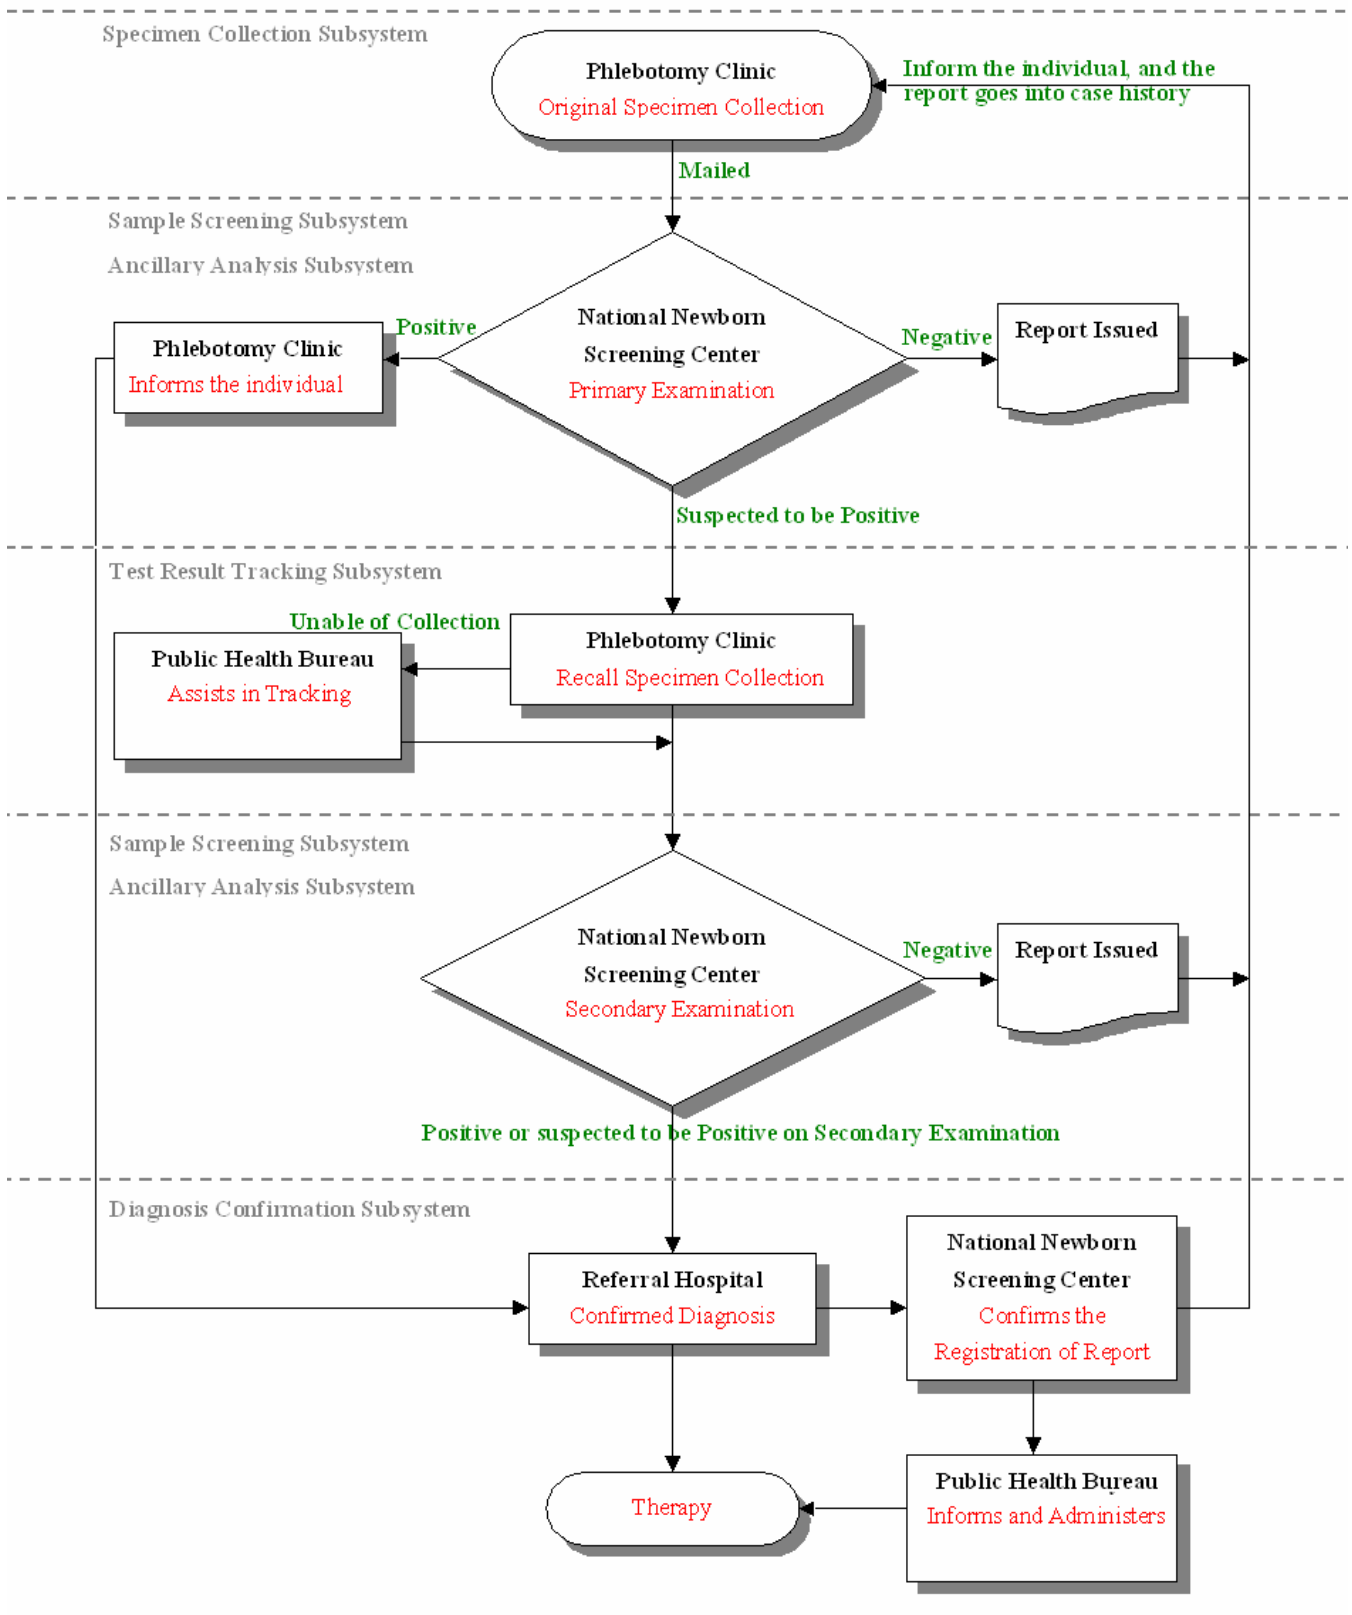 Specimen Collection Subsystem
Phlebotomy Clinic
Original Specimen Collection
Inform the individual, and the
report goes into case history
Mailed
Sample Screening Subsystem
Ancillary Analysis Subsystem
National Newborn
Screening Center
Primary Examination
Positive
Phlebotomy Clinic
Informs the individual
Negative
Report Issued
Suspected to be Positive
Test Result Tracking Subsystem
Unable of Collection
Phlebotomy Clinic
Recall Specimen Collection
Public Health Bureau
Assists in Tracking
Sample Screening Subsystem
Ancillary Analysis Subsystem
National Newborn
Screening Center
Secondary Examination
Negative
Report Issued
Positive or suspected to be Positive on Secondary Examination
Diagnosis Confirmation Subsystem
Referral Hospital
Confirmed Diagnosis
National Newborn
Screening Center
Confirms the
Registration of Report
Therapy
Public Health Bureau
Informs and Administers